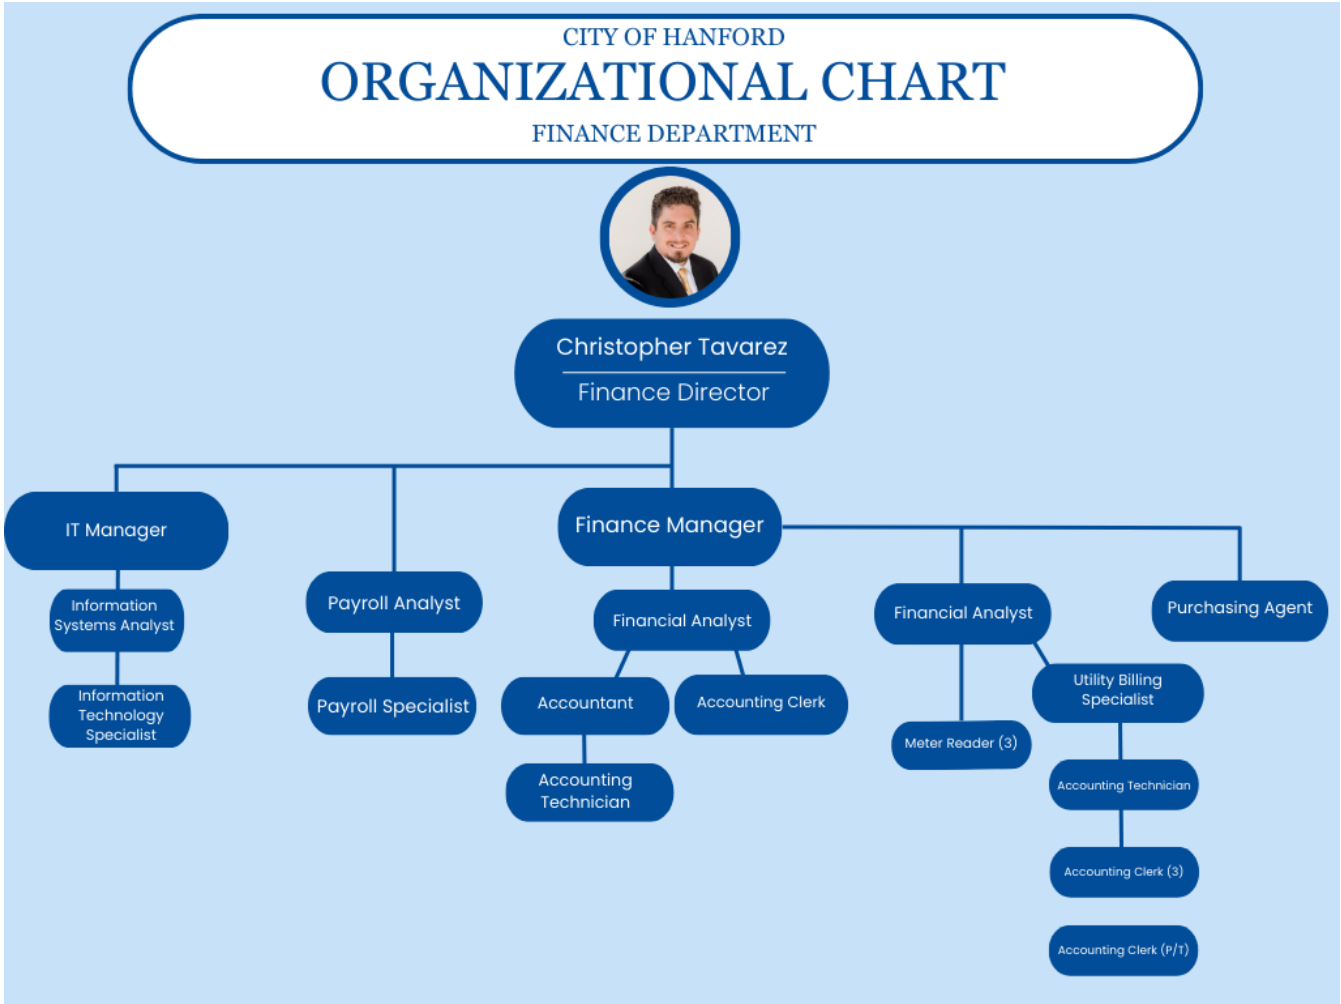 CITY OF HANFORD
ORGANIZATIONAL CHART
FINANCE DEPARTMENT
Christopher Tavarez
Finance Director
IT Manager
Information
Systems Analyst
Information
Technology
Specialist
Payroll Analyst
Payroll Specialist
Finance Manager
Financial Analyst
Accountant
Accounting
Technician
Accounting Clerk
Financial Analyst
Meter Reader (3)
Utility Billing
Specialist
Accounting Technician
Accounting Clerk (3)
Accounting Clerk (P/T)
Purchasing Agent